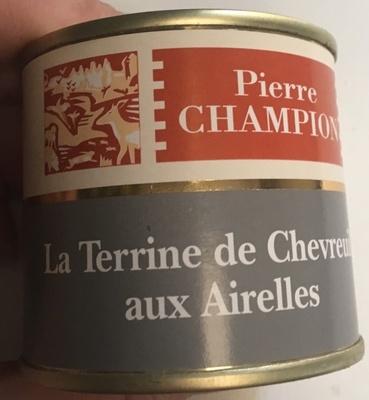 Pierre
CHAMPION
La Terrine de Chevreuil
aux Airelles